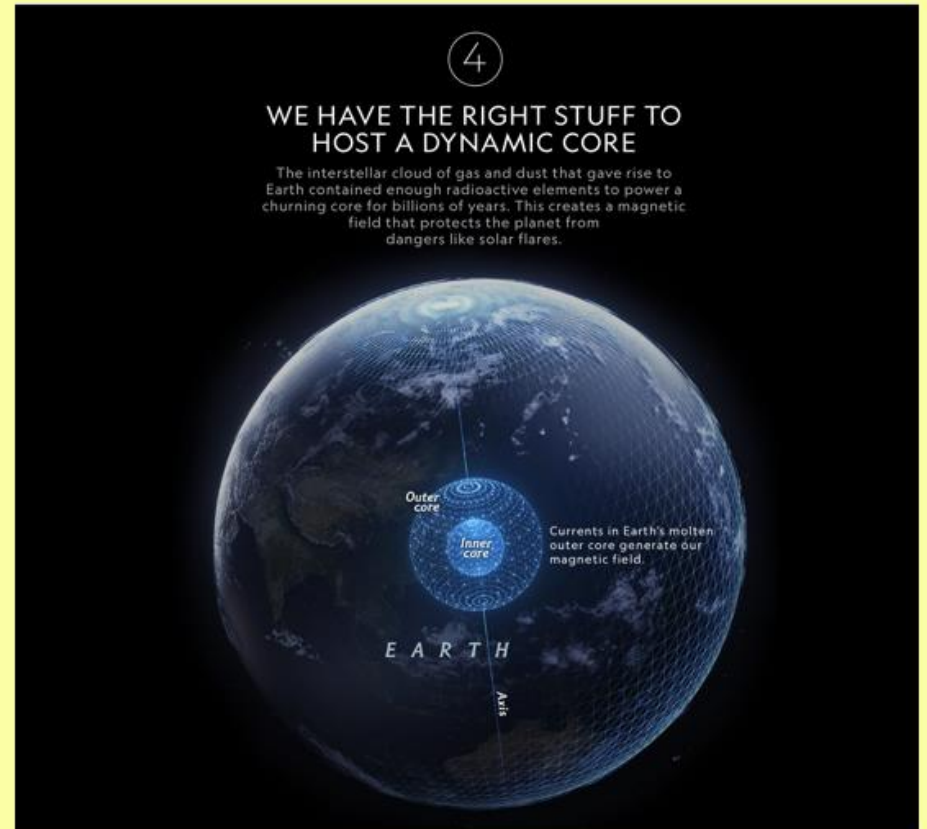 4
WE HAVE THE RIGHT STUFF TO
HOST A DYNAMIC CORE
The interstellar cloud of gas and dust that gave rise to
Earth contained enough radioactive elements to power a
churning core for billions of years. This creates a magnetic
field that protects the planet from
dangers like solar flares.
Outer
core
Inner
core
Currents in Earth's molten
outer core generate our
magnetic field.
EARTH
Axis